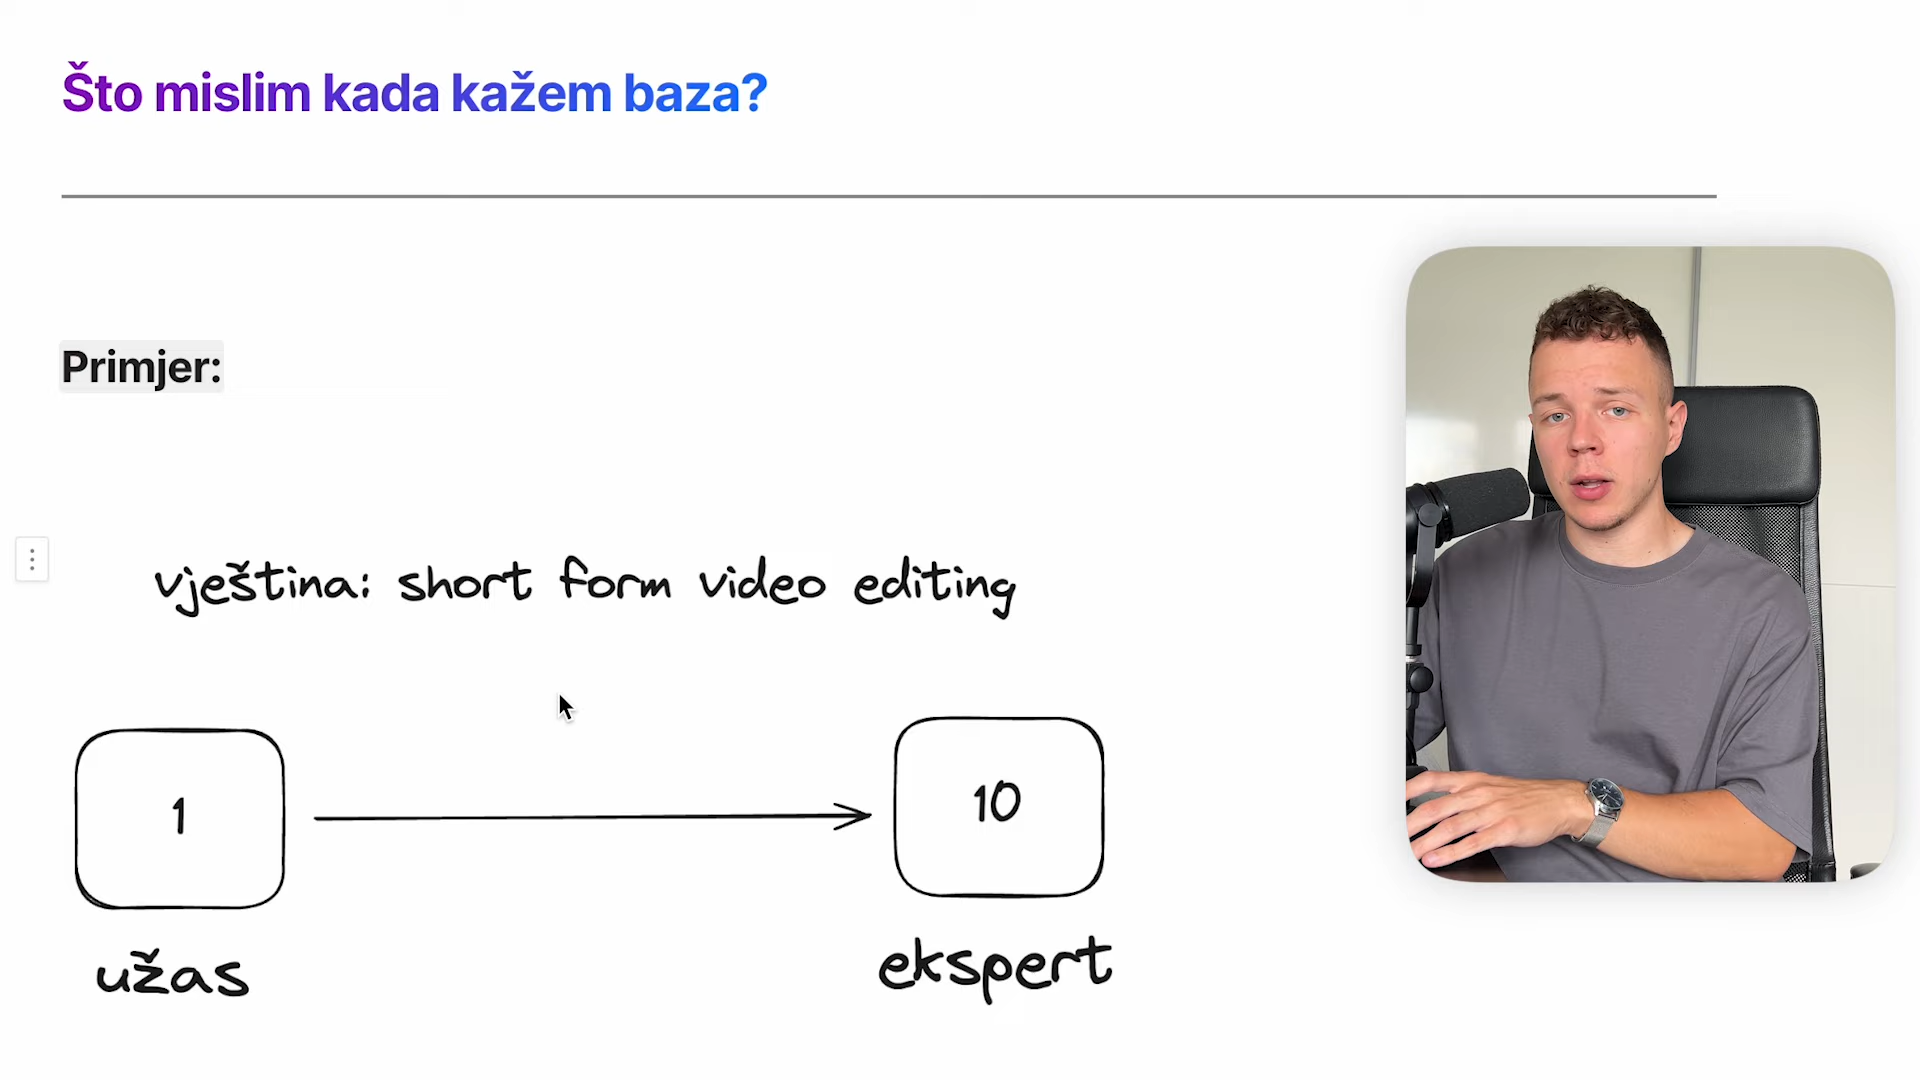 Što mislim kada kažem baza?
Primjer:
vještina: short form video editing
1
10
užas
ekspert